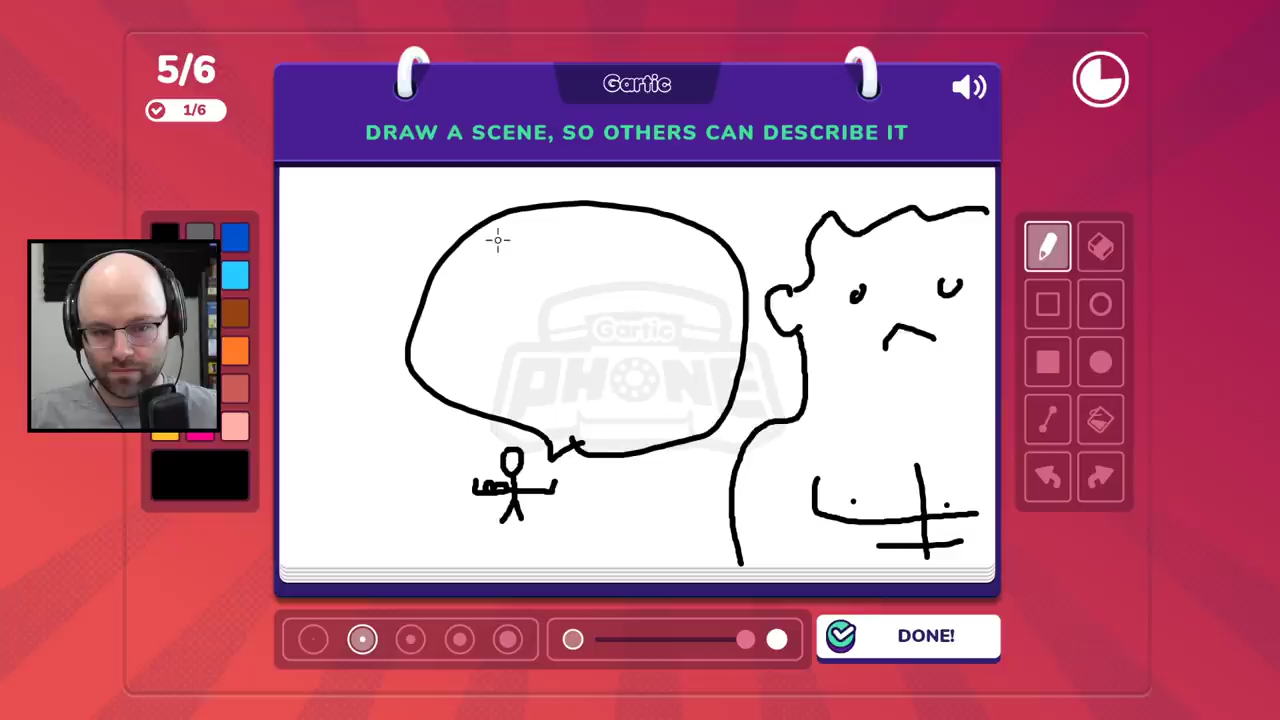 5/6
1/6
Gartic
DRAW A SCENE, SO OTHERS CAN DESCRIBE IT
Gartic
PHONE
DONE!